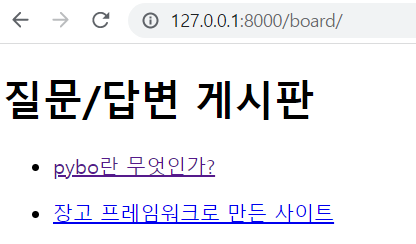 127.0.0.1:8000/board/
질문/답변 게시판
pybo란 무엇인가?
장고 프레임워크로 만든 사이트